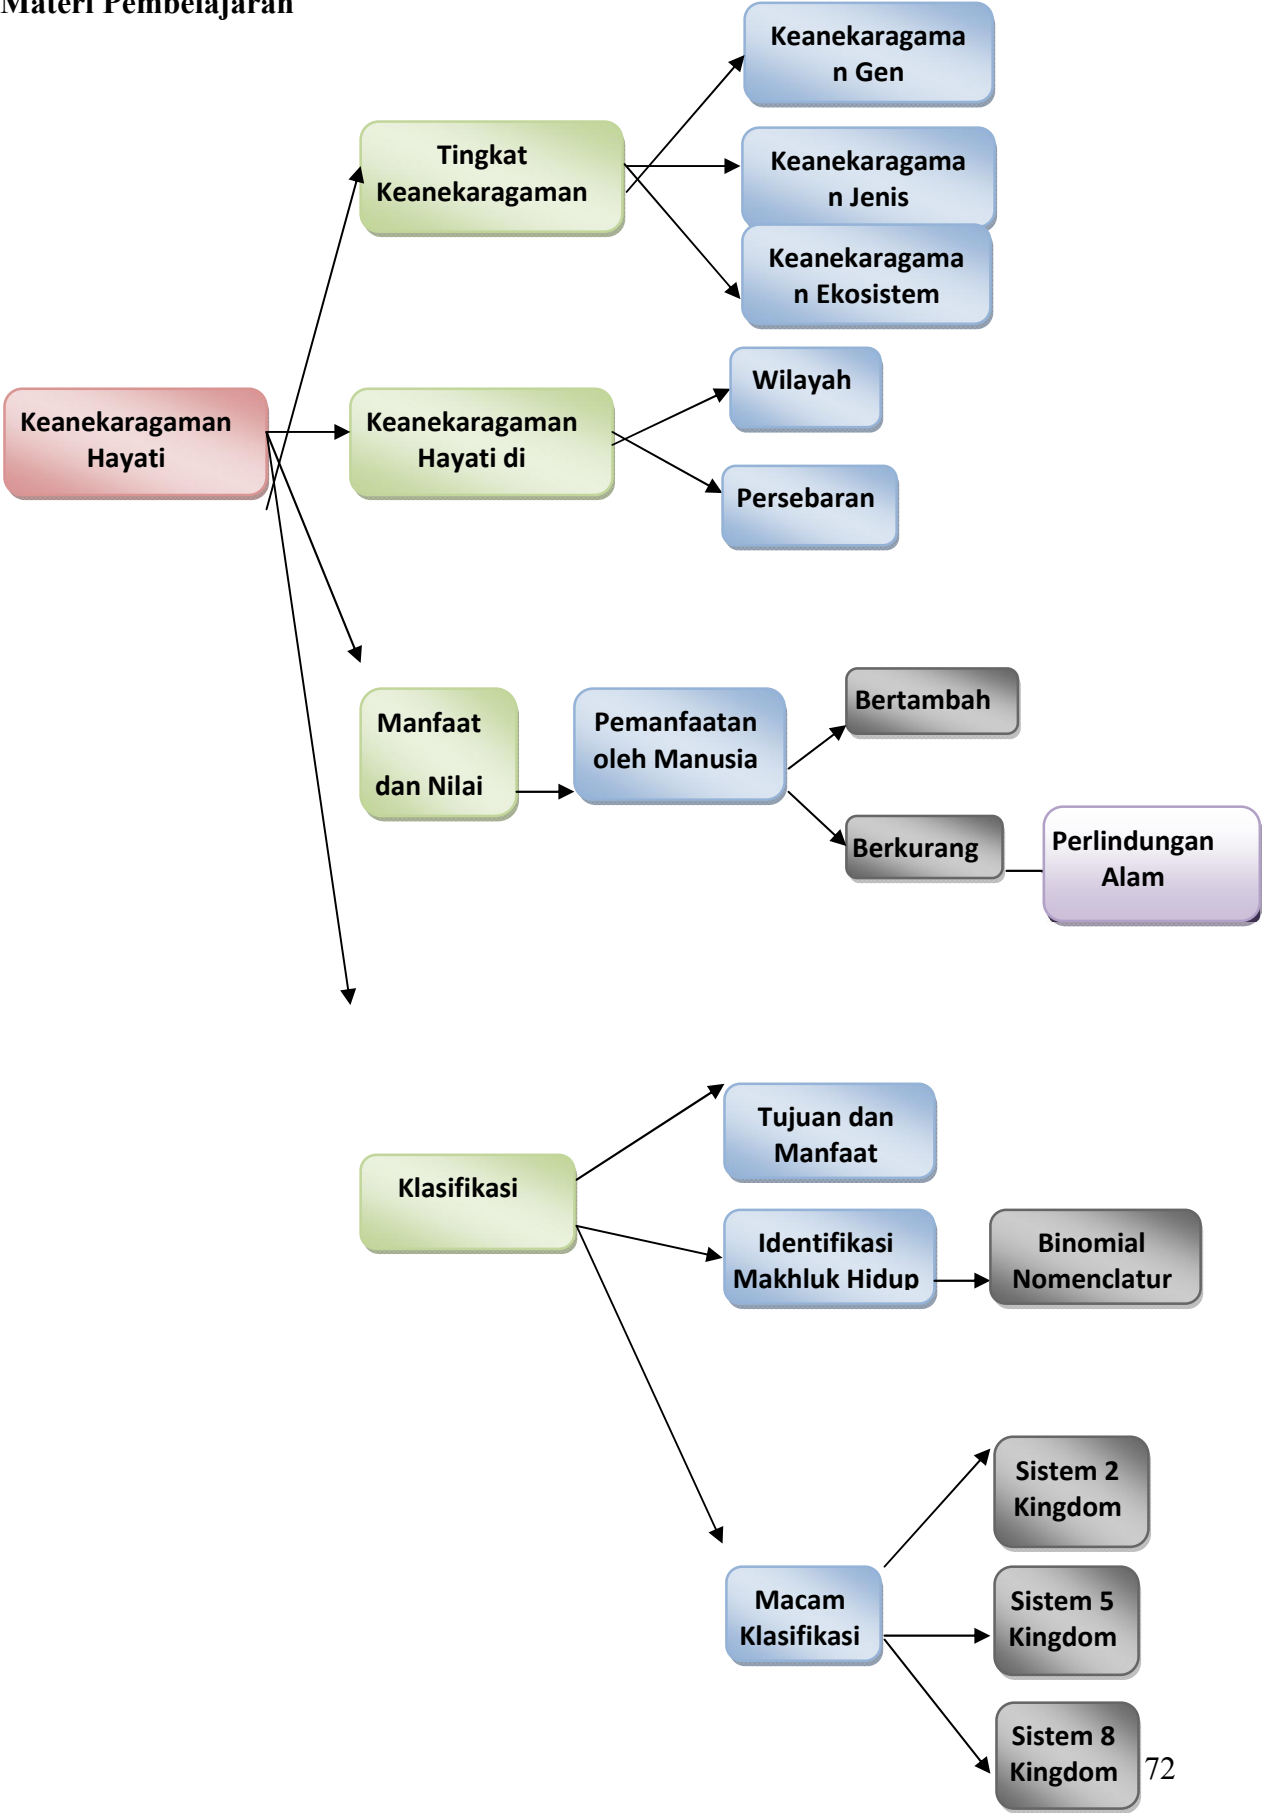 Materi Pembelajaran
Keanekaragama
n Gen
Tingkat
Keanekaragaman
Keanekaragama
n Jenis
Keanekaragama
n Ekosistem
Keanekaragaman
Hayati
Keanekaragaman
Hayati di
Wilayah
Persebaran
Manfaat
dan Nilai
Pemanfaatan
oleh Manusia
Bertambah
Berkurang
Perlindungan
Alam
Klasifikasi
Tujuan dan
Manfaat
Identifikasi
Makhluk Hidup
Binomial
Nomenclatur
Macam
Klasifikasi
Sistem 2
Kingdom
Sistem 5
Kingdom
Sistem 8
Kingdom
72